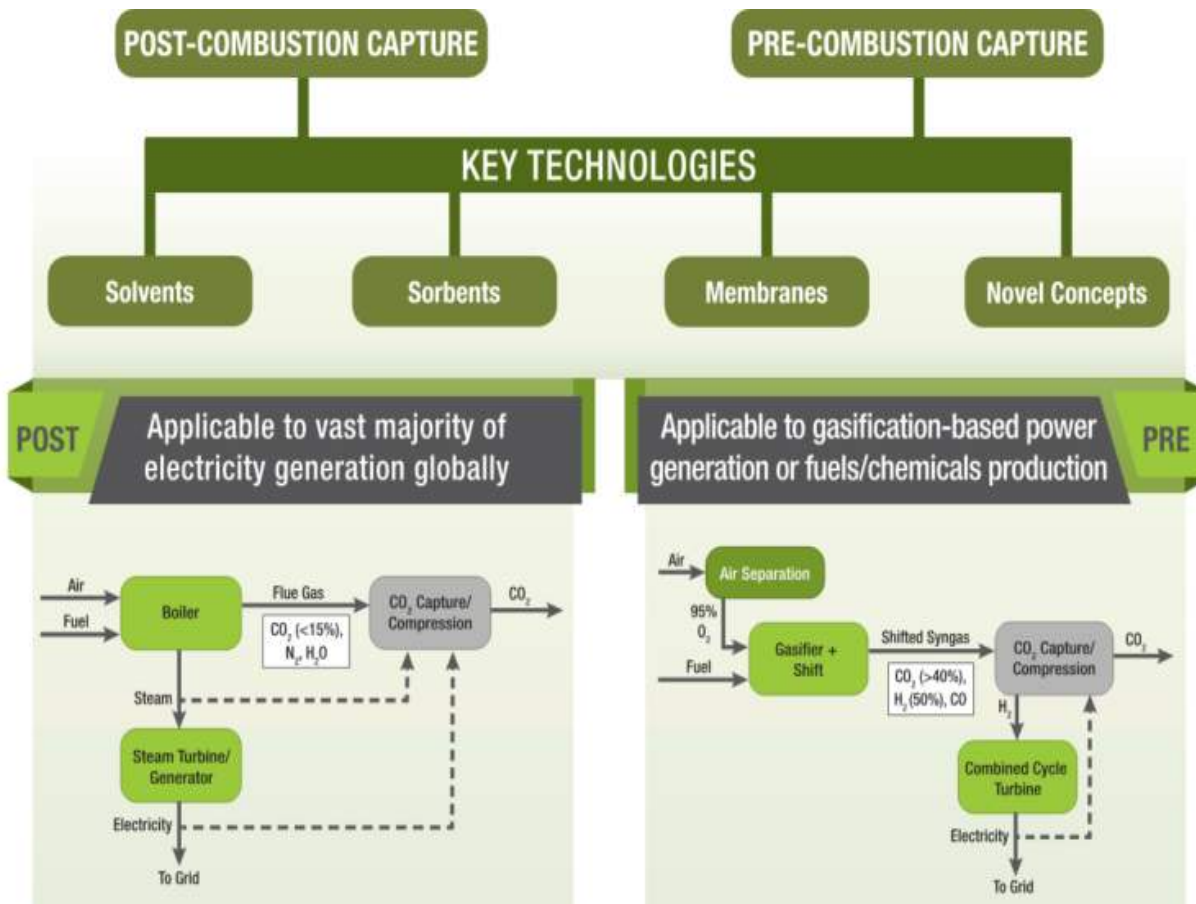 POST-COMBUSTION CAPTURE
PRE-COMBUSTION CAPTURE
KEY TECHNOLOGIES
Solvents
Sorbents
Membranes
Novel Concepts
POST
Applicable to vast majority of
electricity generation globally
Applicable to gasification-based power
generation or fuels/chemicals production
PRE
Air
Fuel
Boiler
Flue Gas
CO₂ (<15%),
N₂, H₂O
CO₂ Capture/
Compression
CO₂
Steam
Steam Turbine/
Generator
Electricity
To Grid
Air
Air Separation
95%
O₂
Fuel
Gasifier +
Shift
Shifted Syngas
CO₂ (>40%),
H₂ (50%), CO
CO₂ Capture/
Compression
CO₂
H₂
Combined Cycle
Turbine
Electricity
To Grid